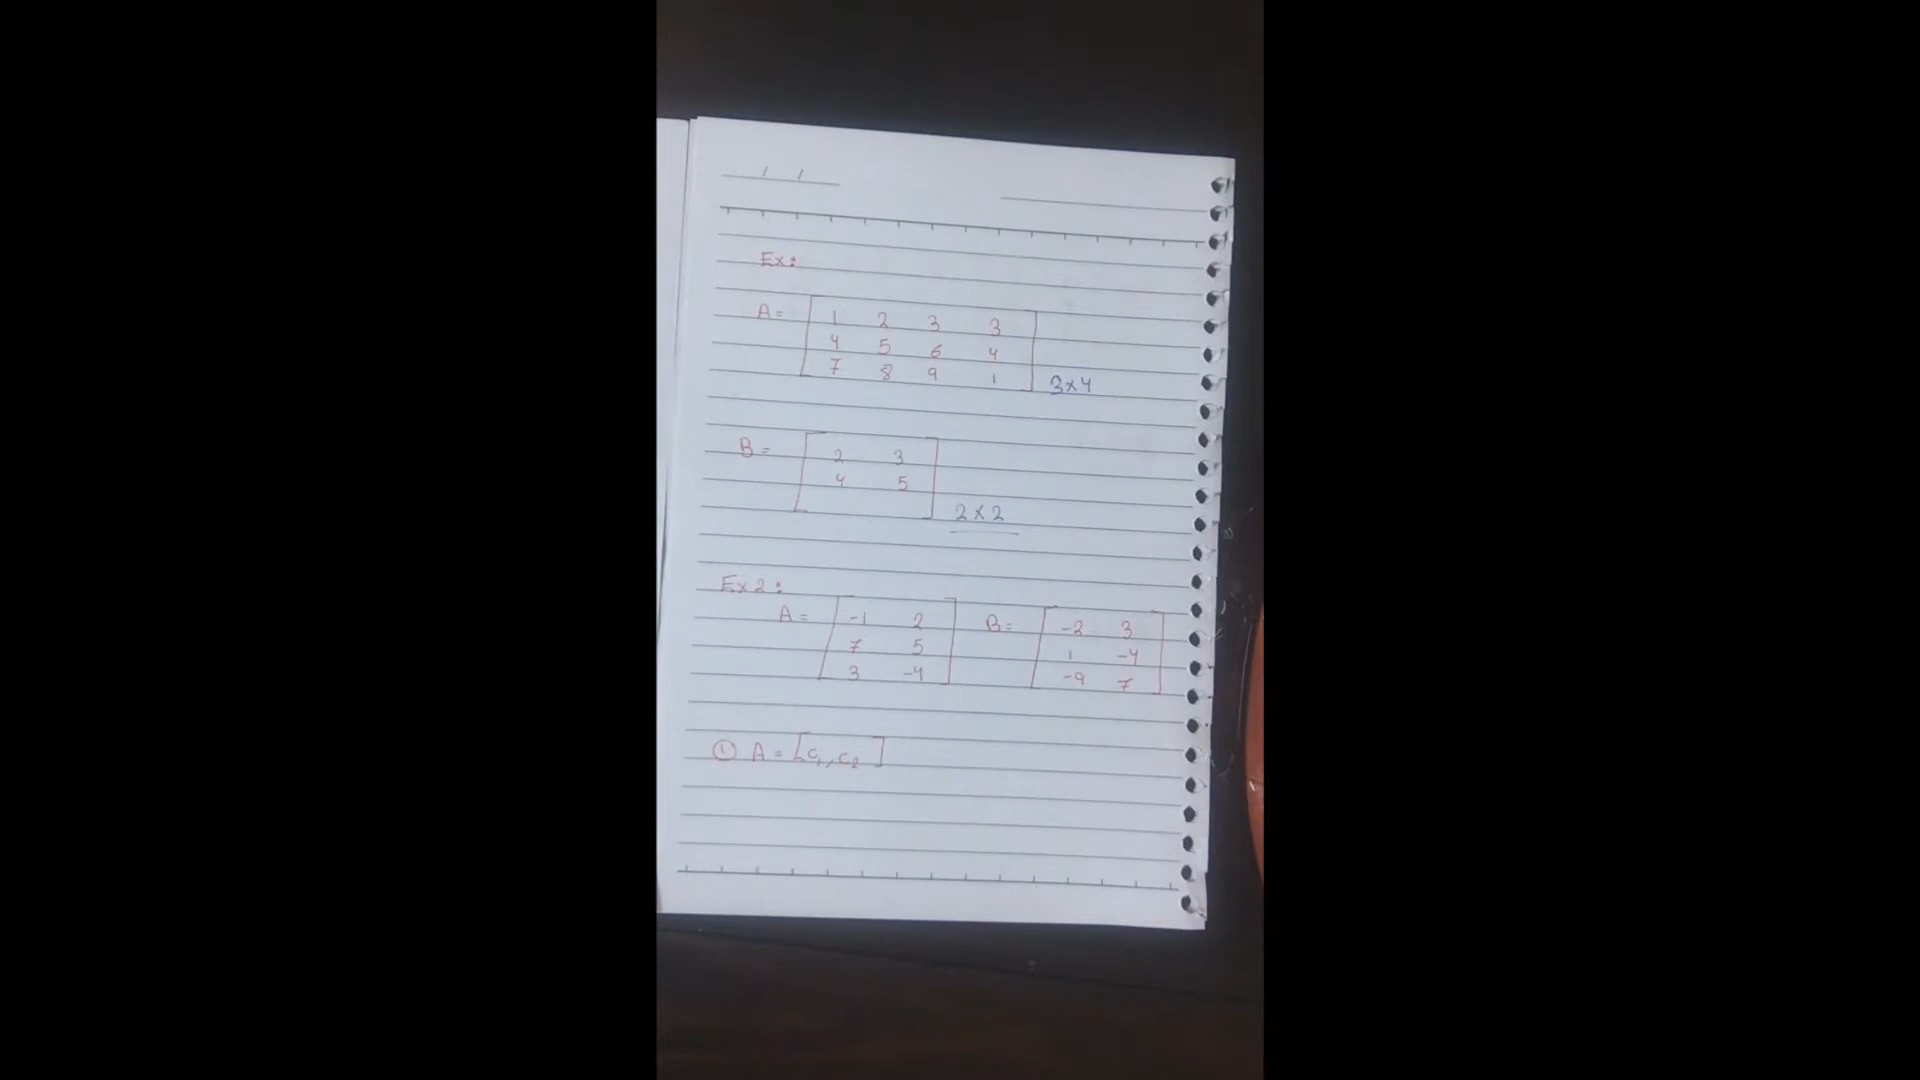 Ex:
A = [ 1 2 3 3
4 5 6 4
7 8 9 1 ] 3×4
B = [ 2 3
4 5 ] 2×2
Ex2:
A = [ -1 2
7 5
3 -4 ]
B = [ -2 3
1 -4
-9 7 ]
① A = [c₁, c₂ ]